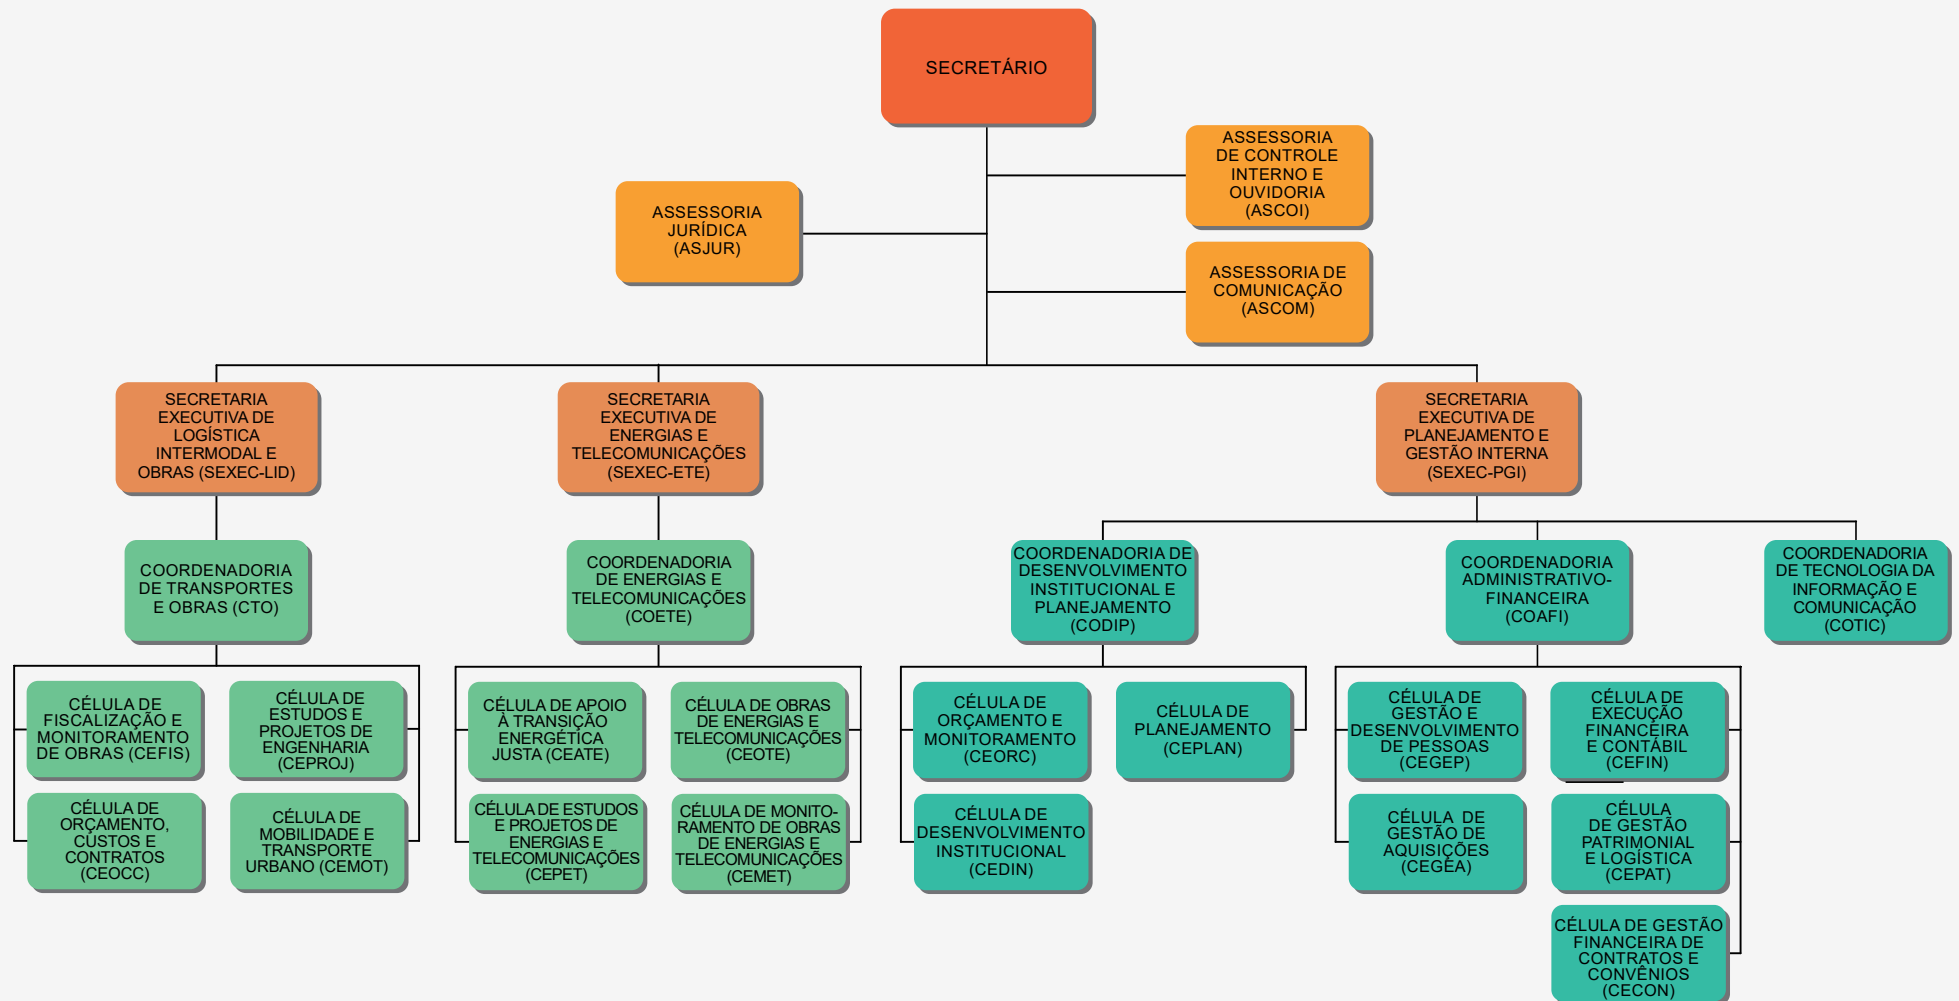 SECRETÁRIO
ASSESSORIA
DE CONTROLE
INTERNO E
OUVIDORIA
(ASCOI)
ASSESSORIA
JURÍDICA
(ASJUR)
ASSESSORIA DE
COMUNICAÇÃO
(ASCOM)
SECRETARIA
EXECUTIVA DE
LOGÍSTICA
INTERMODAL E
OBRAS (SEXEC-LID)
SECRETARIA
EXECUTIVA DE
ENERGIAS E
TELECOMUNICAÇÕES
(SEXEC-ETE)
SECRETARIA
EXECUTIVA DE
PLANEJAMENTO E
GESTÃO INTERNA
(SEXEC-PGI)
COORDENADORIA
DE TRANSPORTES
E OBRAS (CTO)
COORDENADORIA
DE ENERGIAS E
TELECOMUNICAÇÕES
(COETE)
COORDENADORIA DE
DESENVOLVIMENTO
INSTITUCIONAL E
PLANEJAMENTO
(CODIP)
COORDENADORIA
ADMINISTRATIVO-
FINANCEIRA
(COAFI)
COORDENADORIA
DE TECNOLOGIA DA
INFORMAÇÃO E
COMUNICAÇÃO
(COTIC)
CÉLULA DE
FISCALIZAÇÃO E
MONITORAMENTO
DE OBRAS (CEFIS)
CÉLULA DE
ESTUDOS E
PROJETOS DE
ENGENHARIA
(CEPROJ)
CÉLULA DE APOIO
À TRANSIÇÃO
ENERGÉTICA
JUSTA (CEATE)
CÉLULA DE OBRAS
DE ENERGIAS E
TELECOMUNICAÇÕES
(CEOTE)
CÉLULA DE
ORÇAMENTO E
MONITORAMENTO
(CEORC)
CÉLULA DE
PLANEJAMENTO
(CEPLAN)
CÉLULA DE
GESTÃO E
DESENVOLVIMENTO
DE PESSOAS
(CEGEP)
CÉLULA DE
EXECUÇÃO
FINANCEIRA
E CONTÁBIL
(CEFIN)
CÉLULA DE
ORÇAMENTO,
CUSTOS E
CONTRATOS
(CEOCC)
CÉLULA DE
MOBILIDADE E
TRANSPORTE
URBANO (CEMOT)
CÉLULA DE ESTUDOS
E PROJETOS DE
ENERGIAS E
TELECOMUNICAÇÕES
(CEPET)
CÉLULA DE MONITO-
RAMENTO DE OBRAS
DE ENERGIAS E
TELECOMUNICAÇÕES
(CEMET)
CÉLULA DE
DESENVOLVIMENTO
INSTITUCIONAL
(CEDIN)
CÉLULA DE
GESTÃO DE
AQUISIÇÕES
(CEGEA)
CÉLULA
DE GESTÃO
PATRIMONIAL
E LOGÍSTICA
(CEPAT)
CÉLULA DE GESTÃO
FINANCEIRA DE
CONTRATOS E
CONVÊNIOS
(CECON)